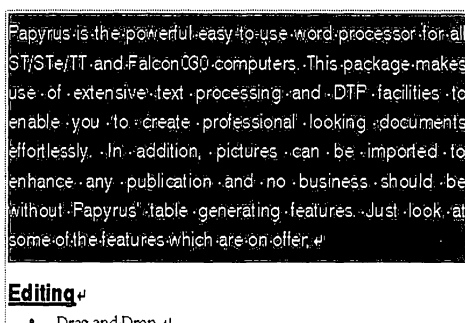 Papyrus is the powerful easy-to-use word processor for all
ST/STe/TT and Falcon 030 computers. This package makes
use of extensive text processing and DTP facilities to
enable you to create professional looking documents
effortlessly. In addition, pictures can be imported to
enhance any publication and no business should be
without Papyrus' table generating features. Just look at
some of the features which are on offer.
Editing
• Drag and Drop